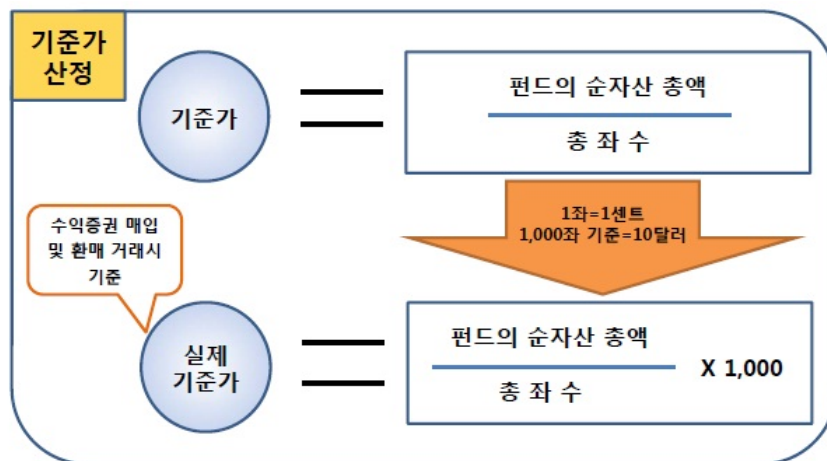 기준가
산정
기준가
펀드의 순자산 총액
총 좌 수
1좌=1센트
1,000좌 기준=10달러
수익증권 매입
및 환매 거래시
기준
실제
기준가
펀드의 순자산 총액
총 좌 수
X 1,000